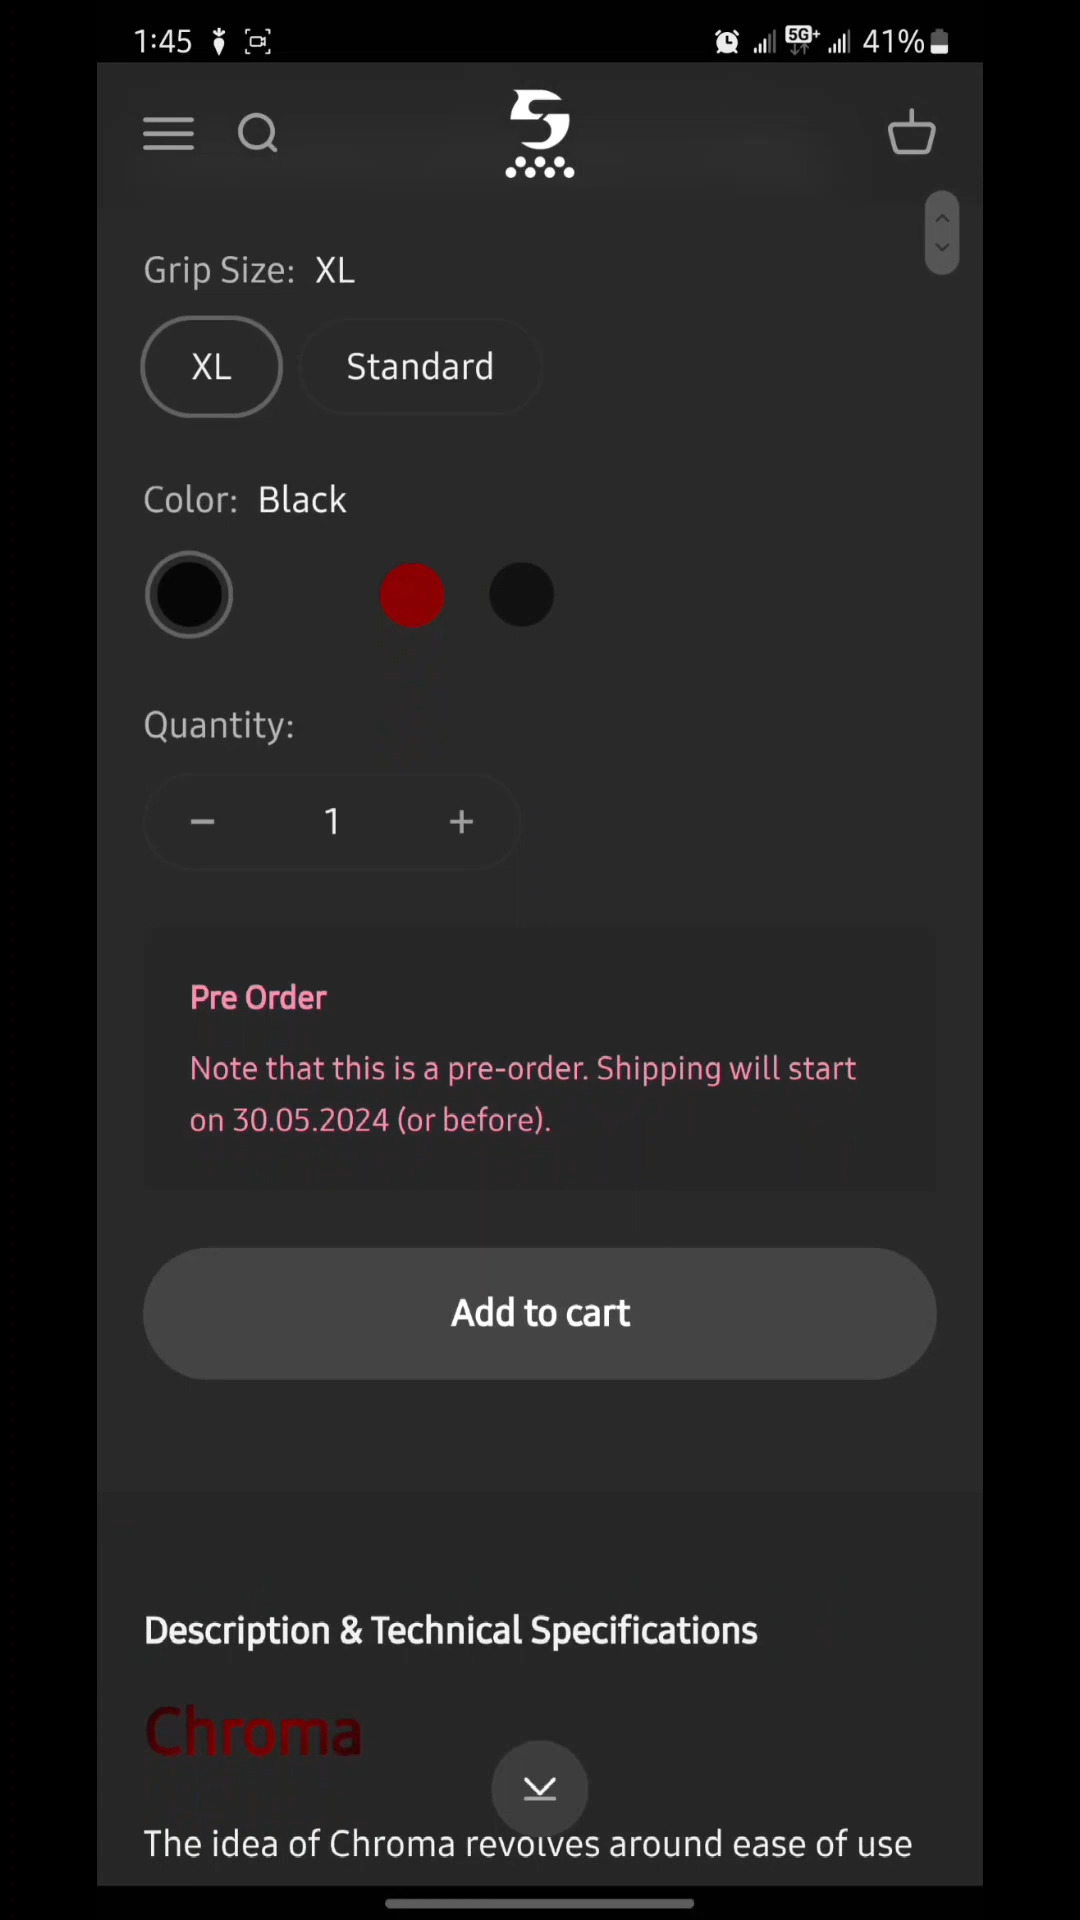 1:45
5G+
41%
Grip Size: XL
XL
Standard
Color: Black
Quantity:
1
Pre Order
Note that this is a pre-order. Shipping will start
on 30.05.2024 (or before).
Add to cart
Description & Technical Specifications
Chroma
The idea of Chroma revolves around ease of use